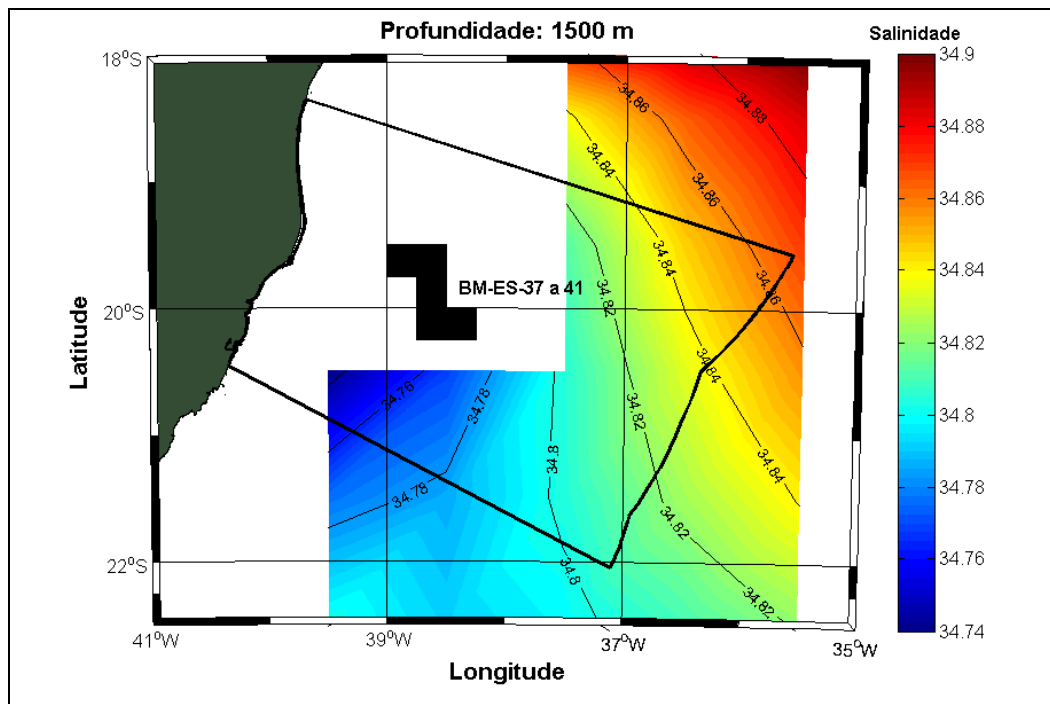 Profundidade: 1500 m
Salinidade
18°S
20°S
22°S
Latitude
41°W
39°W
37°W
35°W
Longitude
BM-ES-37 a 41
34.86
34.88
34.84
34.86
34.84
34.82
34.86
34.84
34.76
34.78
34.82
34.8
34.84
34.78
34.82
34.8
34.82
34.9
34.88
34.86
34.84
34.82
34.8
34.78
34.76
34.74